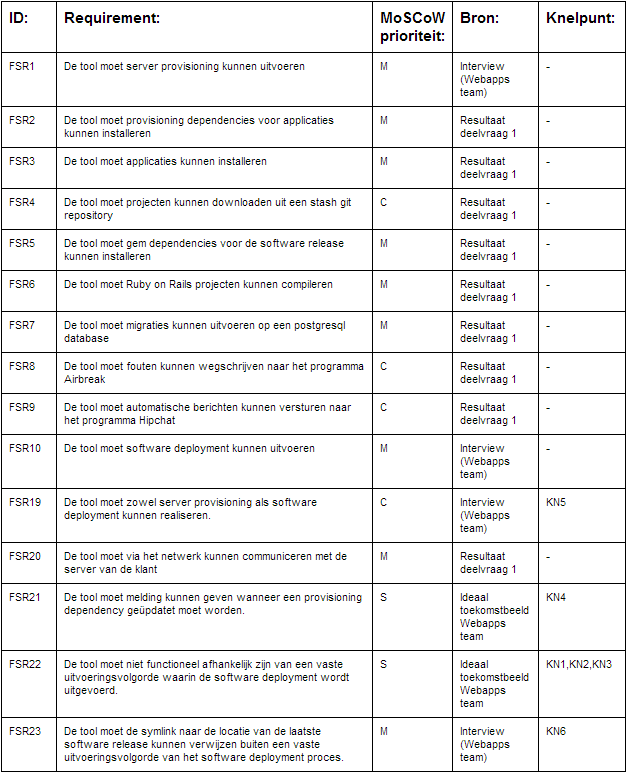 ID: Requirement: MoSCoW Bron: Knelpunt:
prioriteit:
FSR1 De tool moet server provisioning kunnen uitvoeren M Interview -
(Webapps
team)
FSR2 De tool moet provisioning dependencies voor applicaties M Resultaat -
kunnen installeren deelvraag 1
FSR3 De tool moet applicaties kunnen installeren M Resultaat -
deelvraag 1
FSR4 De tool moet projecten kunnen downloaden uit een stash git C Resultaat -
repository deelvraag 1
FSR5 De tool moet gem dependencies voor de software release M Resultaat -
kunnen installeren deelvraag 1
FSR6 De tool moet Ruby on Rails projecten kunnen compileren M Resultaat -
deelvraag 1
FSR7 De tool moet migraties kunnen uitvoeren op een postgresql M Resultaat -
database deelvraag 1
FSR8 De tool moet fouten kunnen wegschrijven naar het programma C Resultaat -
Airbreak deelvraag 1
FSR9 De tool moet automatische berichten kunnen versturen naar C Resultaat -
het programma Hipchat deelvraag 1
FSR10 De tool moet software deployment kunnen uitvoeren M Interview -
(Webapps
team)
FSR19 De tool moet zowel server provisioning als software C Interview KN5
deployment kunnen realiseren. (Webapps
team)
FSR20 De tool moet via het netwerk kunnen communiceren met de M Resultaat -
server van de klant deelvraag 1
FSR21 De tool moet melding kunnen geven wanneer een provisioning S Ideaal KN4
dependency geüpdatet moet worden. toekomstbeeld
Webapps
team
FSR22 De tool moet niet functioneel afhankelijk zijn van een vaste S Ideaal KN1,KN2,KN3
uitvoeringsvolgorde waarin de software deployment wordt toekomstbeeld
uitgevoerd. Webapps
team
FSR23 De tool moet de symlink naar de locatie van de laatste M Interview KN6
software release kunnen verwijzen buiten een vaste (Webapps
uitvoeringsvolgorde van het software deployment proces. team)